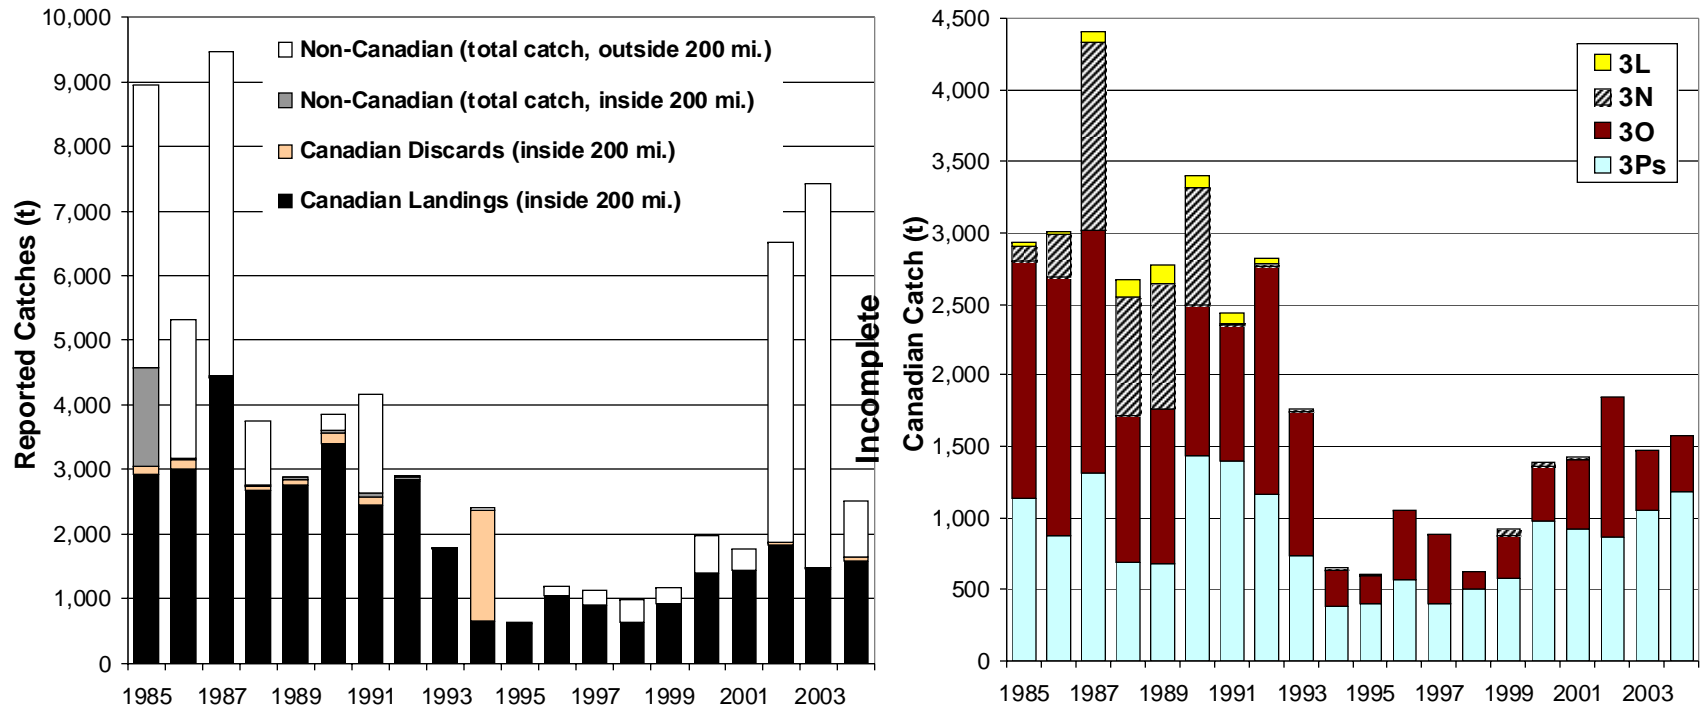 Reported Catches (t)
10,000
9,000
8,000
7,000
6,000
5,000
4,000
3,000
2,000
1,000
0
Non-Canadian (total catch, outside 200 mi.)
Non-Canadian (total catch, inside 200 mi.)
Canadian Discards (inside 200 mi.)
Canadian Landings (inside 200 mi.)
Incomplete
1985 1987 1989 1991 1993 1995 1997 1999 2001 2003
Canadian Catch (t)
4,500
4,000
3,500
3,000
2,500
2,000
1,500
1,000
500
0
3L
3N
3O
3Ps
1985 1987 1989 1991 1993 1995 1997 1999 2001 2003